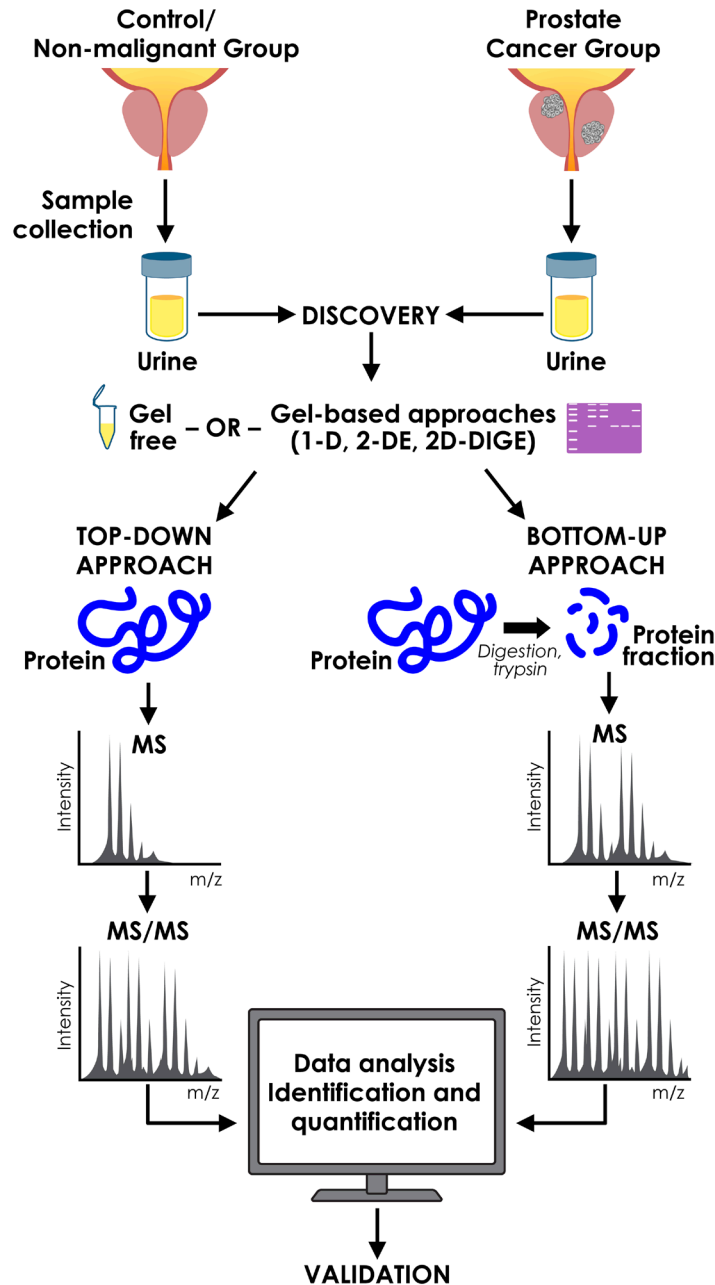 Control/
Non-malignant Group
Prostate
Cancer Group
Sample
collection
Urine
DISCOVERY
Urine
Gel
free
– OR –
Gel-based approaches
(1-D, 2-DE, 2D-DIGE)
TOP-DOWN
APPROACH
BOTTOM-UP
APPROACH
Protein
Protein
Digestion,
trypsin
Protein
fraction
MS
Intensity
m/z
MS
Intensity
m/z
MS/MS
Intensity
m/z
MS/MS
Intensity
m/z
Data analysis
Identification and
quantification
VALIDATION